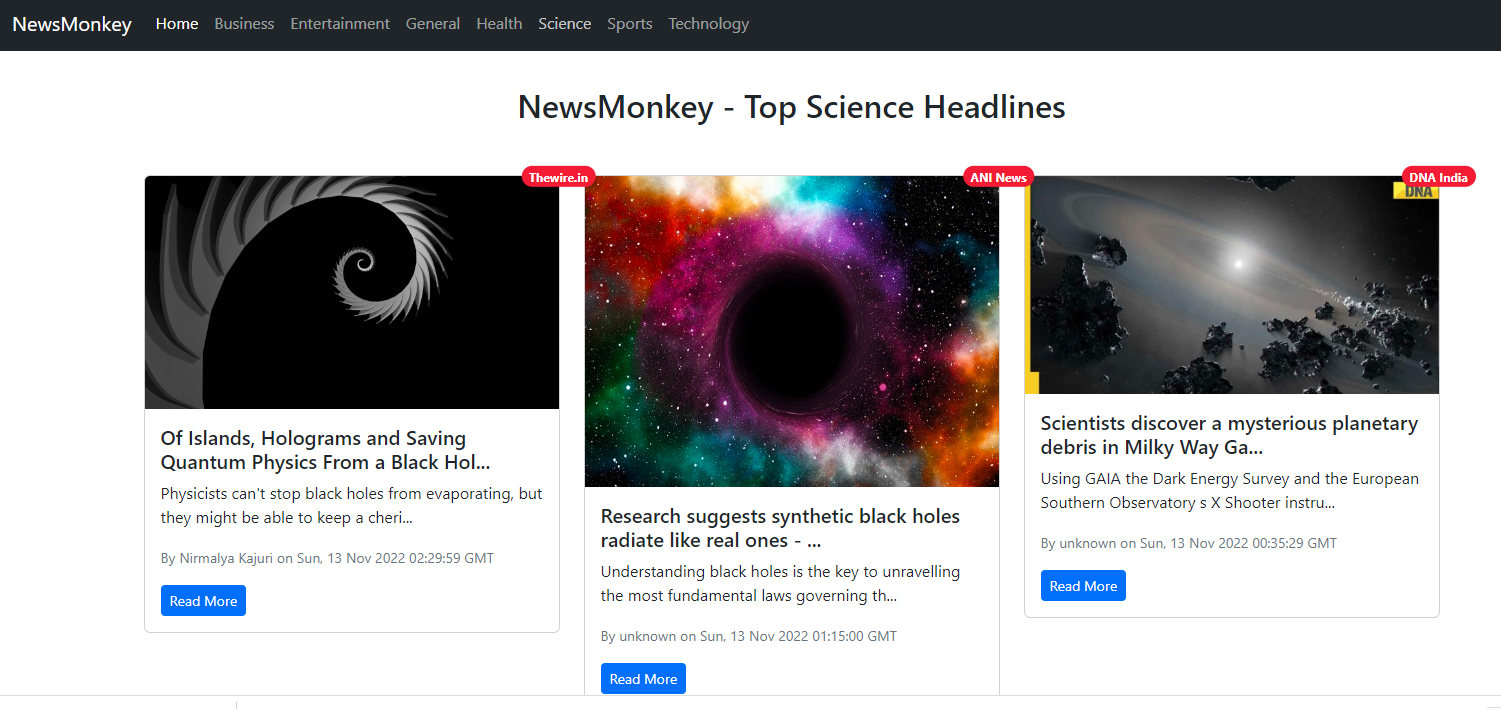 NewsMonkey Home Business Entertainment General Health Science Sports Technology
NewsMonkey - Top Science Headlines
Thewire.in
Of Islands, Holograms and Saving
Quantum Physics From a Black Hol...
Physicists can't stop black holes from evaporating, but
they might be able to keep a cheri...
By Nirmalya Kajuri on Sun, 13 Nov 2022 02:29:59 GMT
Read More
ANI News
Research suggests synthetic black holes
radiate like real ones - ...
Understanding black holes is the key to unravelling
the most fundamental laws governing th...
By unknown on Sun, 13 Nov 2022 01:15:00 GMT
Read More
DNA India
DNA
Scientists discover a mysterious planetary
debris in Milky Way Ga...
Using GAIA the Dark Energy Survey and the European
Southern Observatory s X Shooter instru...
By unknown on Sun, 13 Nov 2022 00:35:29 GMT
Read More